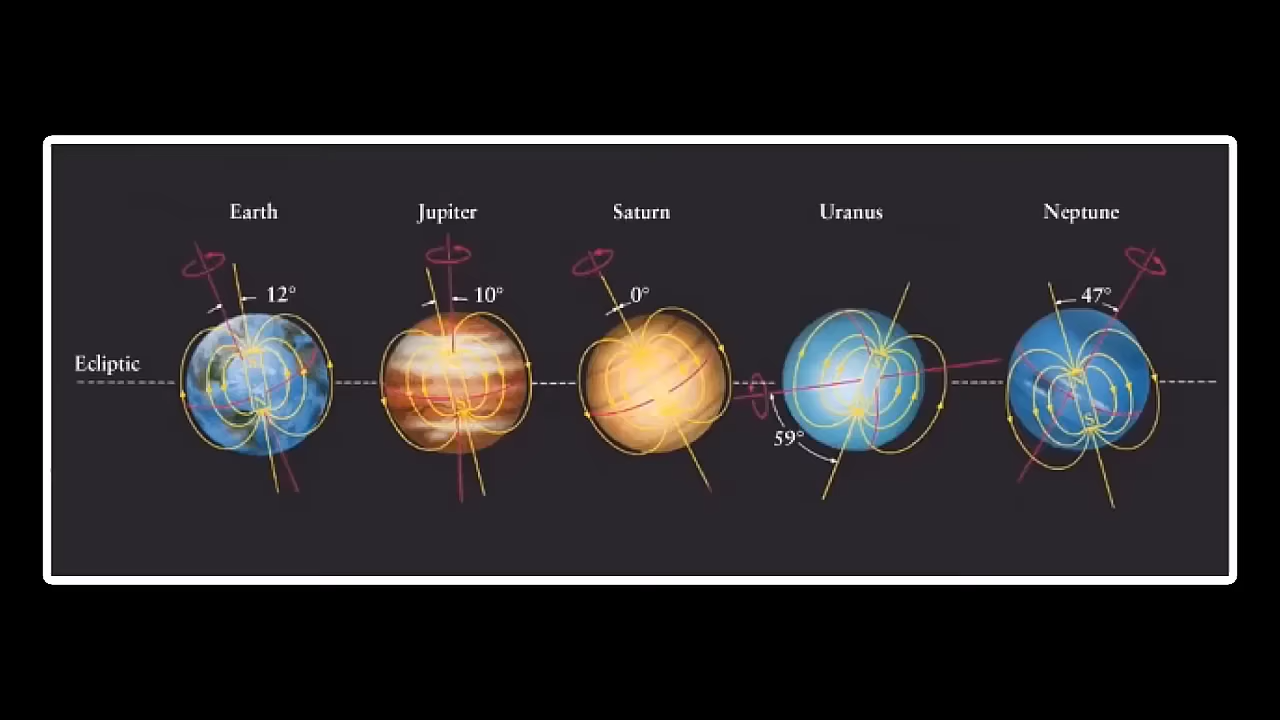 Earth
Jupiter
Saturn
Uranus
Neptune
12°
10°
0°
47°
Ecliptic
59°
N
N
S